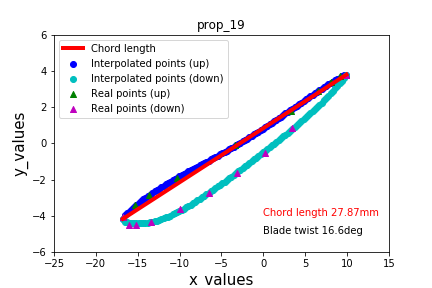 prop_19
Chord length
Interpolated points (up)
Interpolated points (down)
Real points (up)
Real points (down)
y_values
6
4
2
0
−2
−4
−6
Chord length 27.87mm
Blade twist 16.6deg
−25 −20 −15 −10 −5 0 5 10 15
x_values